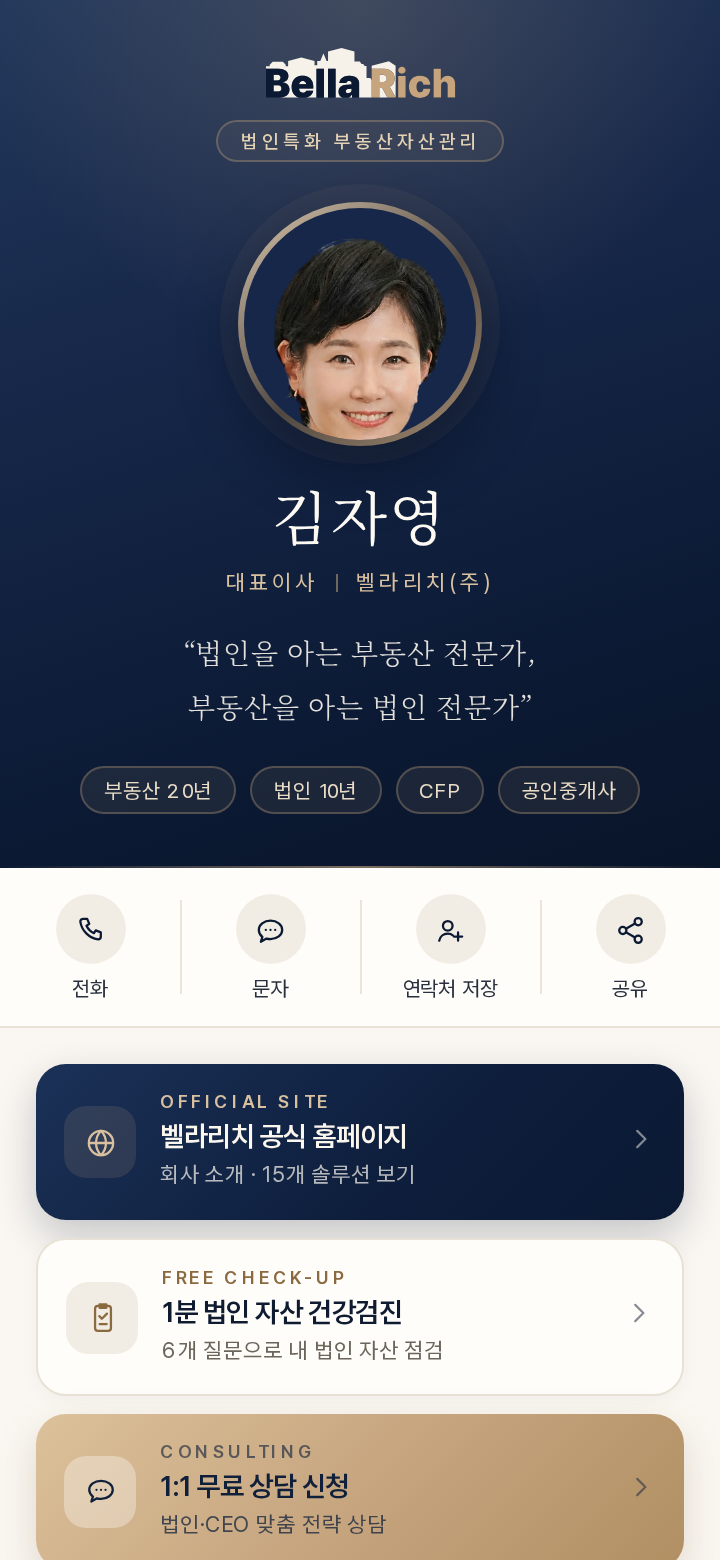 Bella Rich
법인특화 부동산자산관리
김자영
대표이사 | 벨라리치(주)
“법인을 아는 부동산 전문가,
부동산을 아는 법인 전문가”
부동산 20년 법인 10년 CFP 공인중개사
전화 문자 연락처 저장 공유
OFFICIAL SITE
벨라리치 공식 홈페이지
회사 소개 · 15개 솔루션 보기
FREE CHECK-UP
1분 법인 자산 건강검진
6개 질문으로 내 법인 자산 점검
CONSULTING
1:1 무료 상담 신청
법인·CEO 맞춤 전략 상담